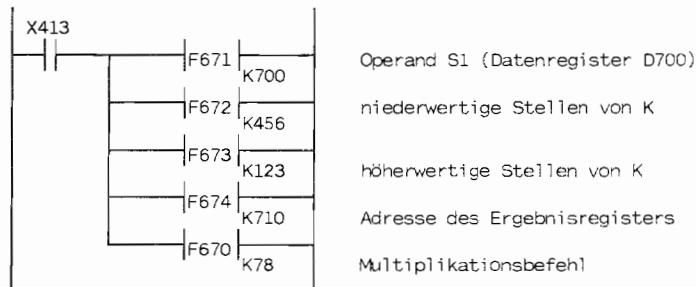 X413
F671 K700 Operand S1 (Datenregister D700)
F672 K456 niederwertige Stellen von K
F673 K123 höherwertige Stellen von K
F674 K710 Adresse des Ergebnisregisters
F670 K78 Multiplikationsbefehl